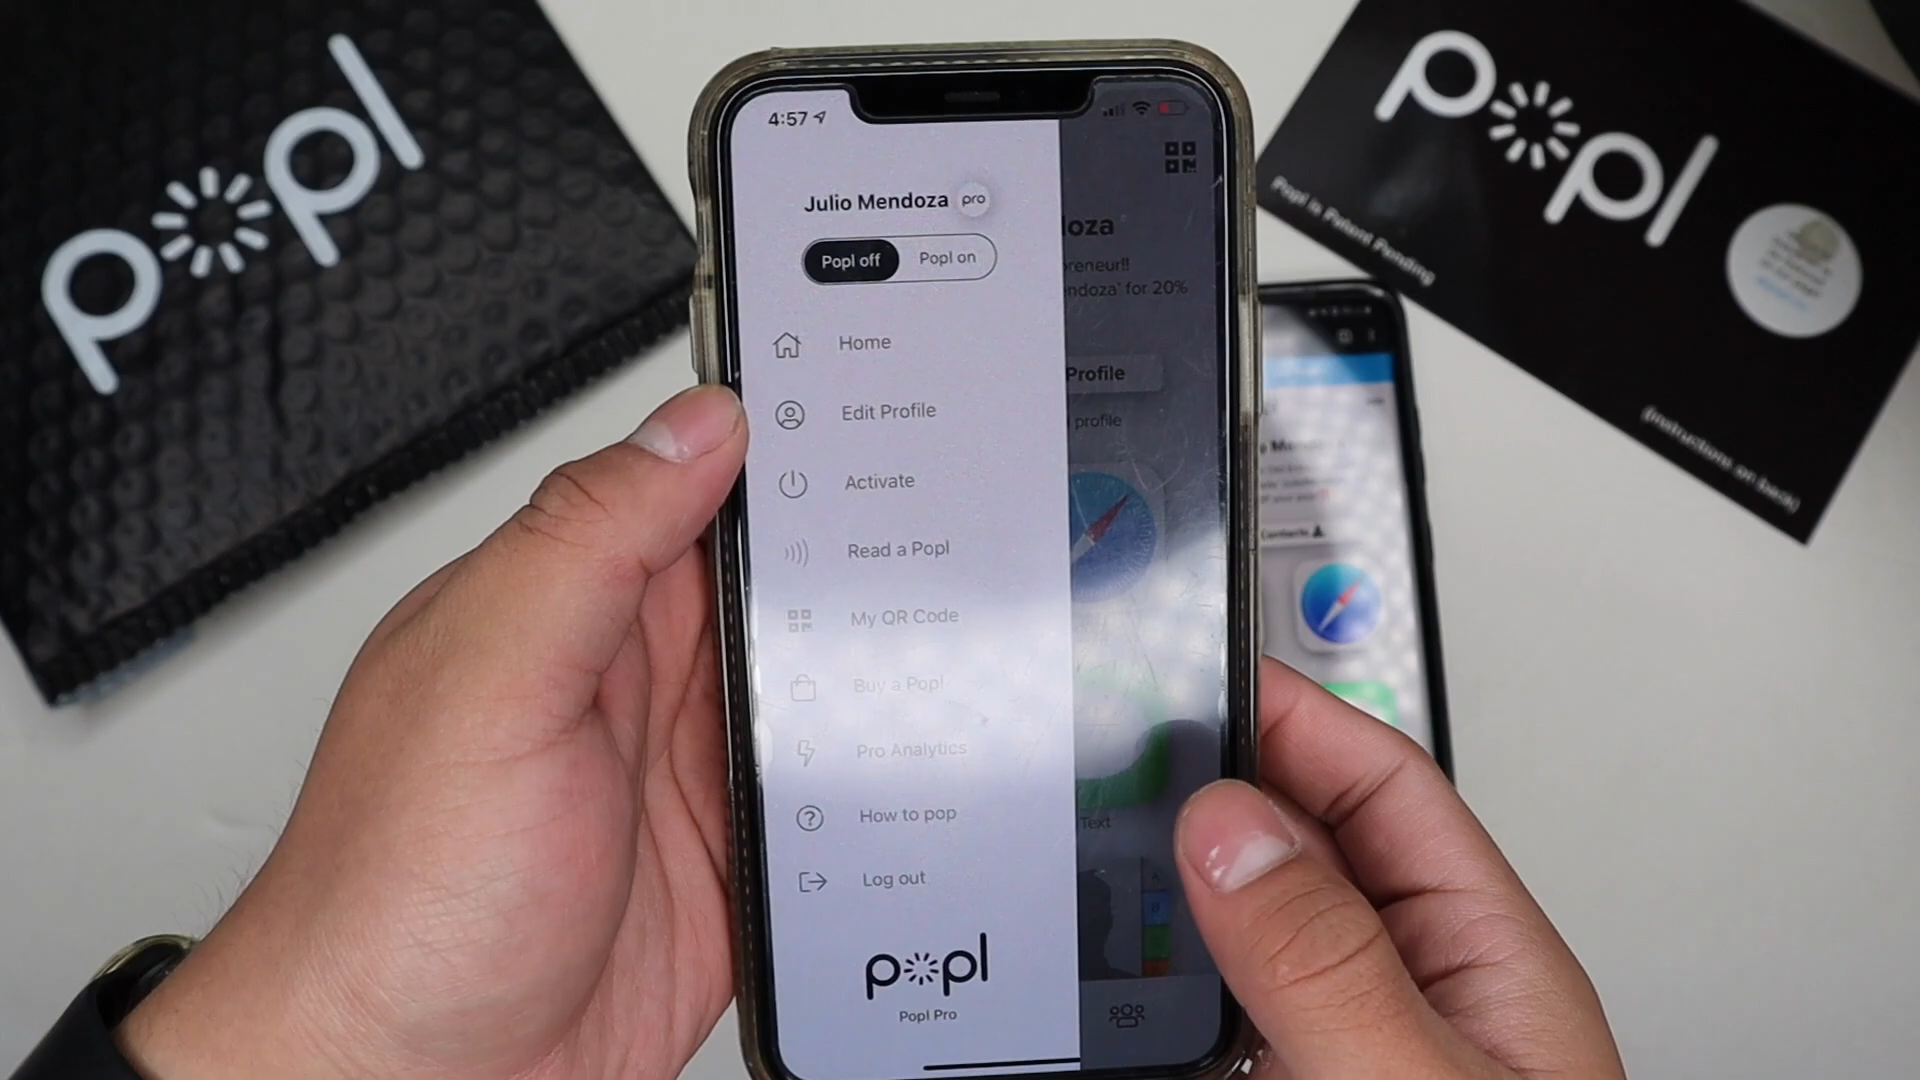 popl
popl
Popl is Patent Pending
(instructions on back)
4:57
Julio Mendoza pro
Popl off Popl on
Home
Edit Profile
Activate
Read a Popl
My QR Code
Buy a Popl
Pro Analytics
How to pop
Log out
popl
Popl Pro
oza
preneur!!
ndoza' for 20%
Profile
profile
Text
Contacts